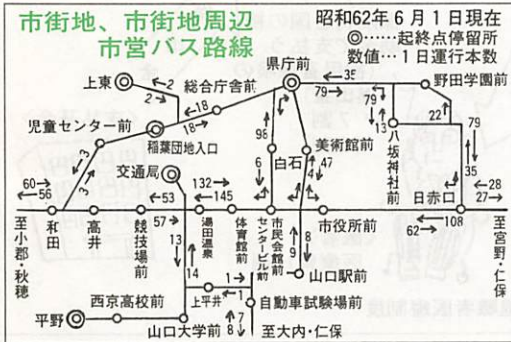 市街地、市街地周辺
市営バス路線
昭和62年6月1日現在
◎……起終点停留所
数値…1日運行本数
県庁前
上東
←2
2→
総合庁舎前
←35
79→
野田学園前
←18
18→
79
13
22
79
35
児童センター前
稲葉団地入口
96
6
白石
美術館前
47
4
八坂神社前
3
3
交通局
60→
←56
132→
←145
←53
57→
日赤口
←28
27→
←108
62→
至小郡・秋穂
和田
高井
競技場前
13
14
湯田温泉
体育館前
センタービル前
市民会館前
市役所前
9
8
山口駅前
至宮野・仁保
西京高校前
上平井
1→
←1
自動車試験場前
平野
山口大学前
7
8
至大内・仁保